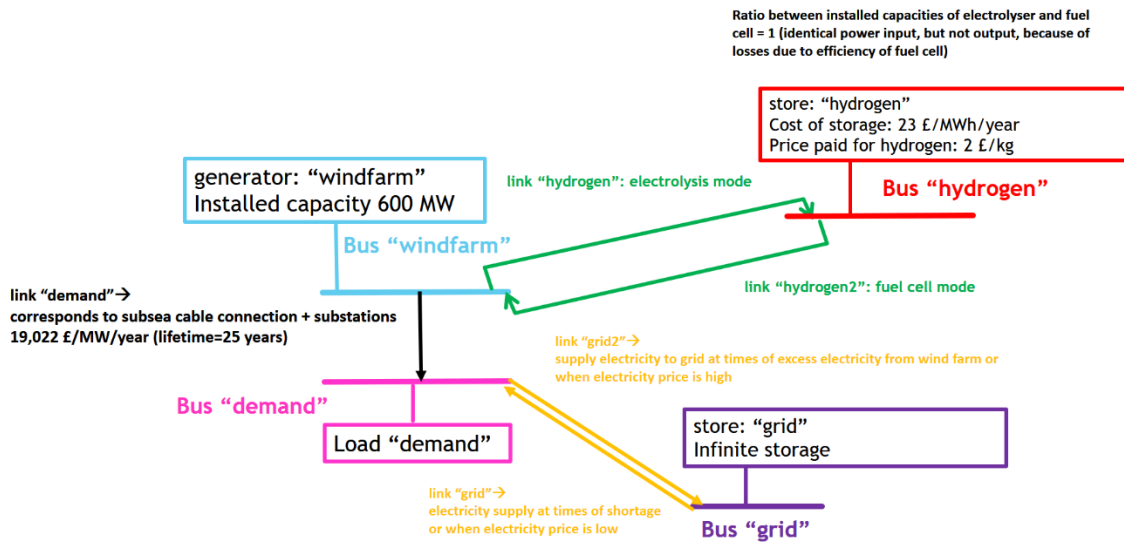 Ratio between installed capacities of electrolyser and fuel
cell = 1 (identical power input, but not output, because of
losses due to efficiency of fuel cell)
store: “hydrogen”
Cost of storage: 23 £/MWh/year
Price paid for hydrogen: 2 £/kg
Bus “hydrogen”
generator: “windfarm”
Installed capacity 600 MW
Bus “windfarm”
link “hydrogen”: electrolysis mode
link “hydrogen2”: fuel cell mode
link “demand”→
corresponds to subsea cable connection + substations
19,022 £/MW/year (lifetime=25 years)
link “grid2”→
supply electricity to grid at times of excess electricity from wind farm or
when electricity price is high
Bus “demand”
Load “demand”
store: “grid”
Infinite storage
link “grid”→
electricity supply at times of shortage
or when electricity price is low
Bus “grid”